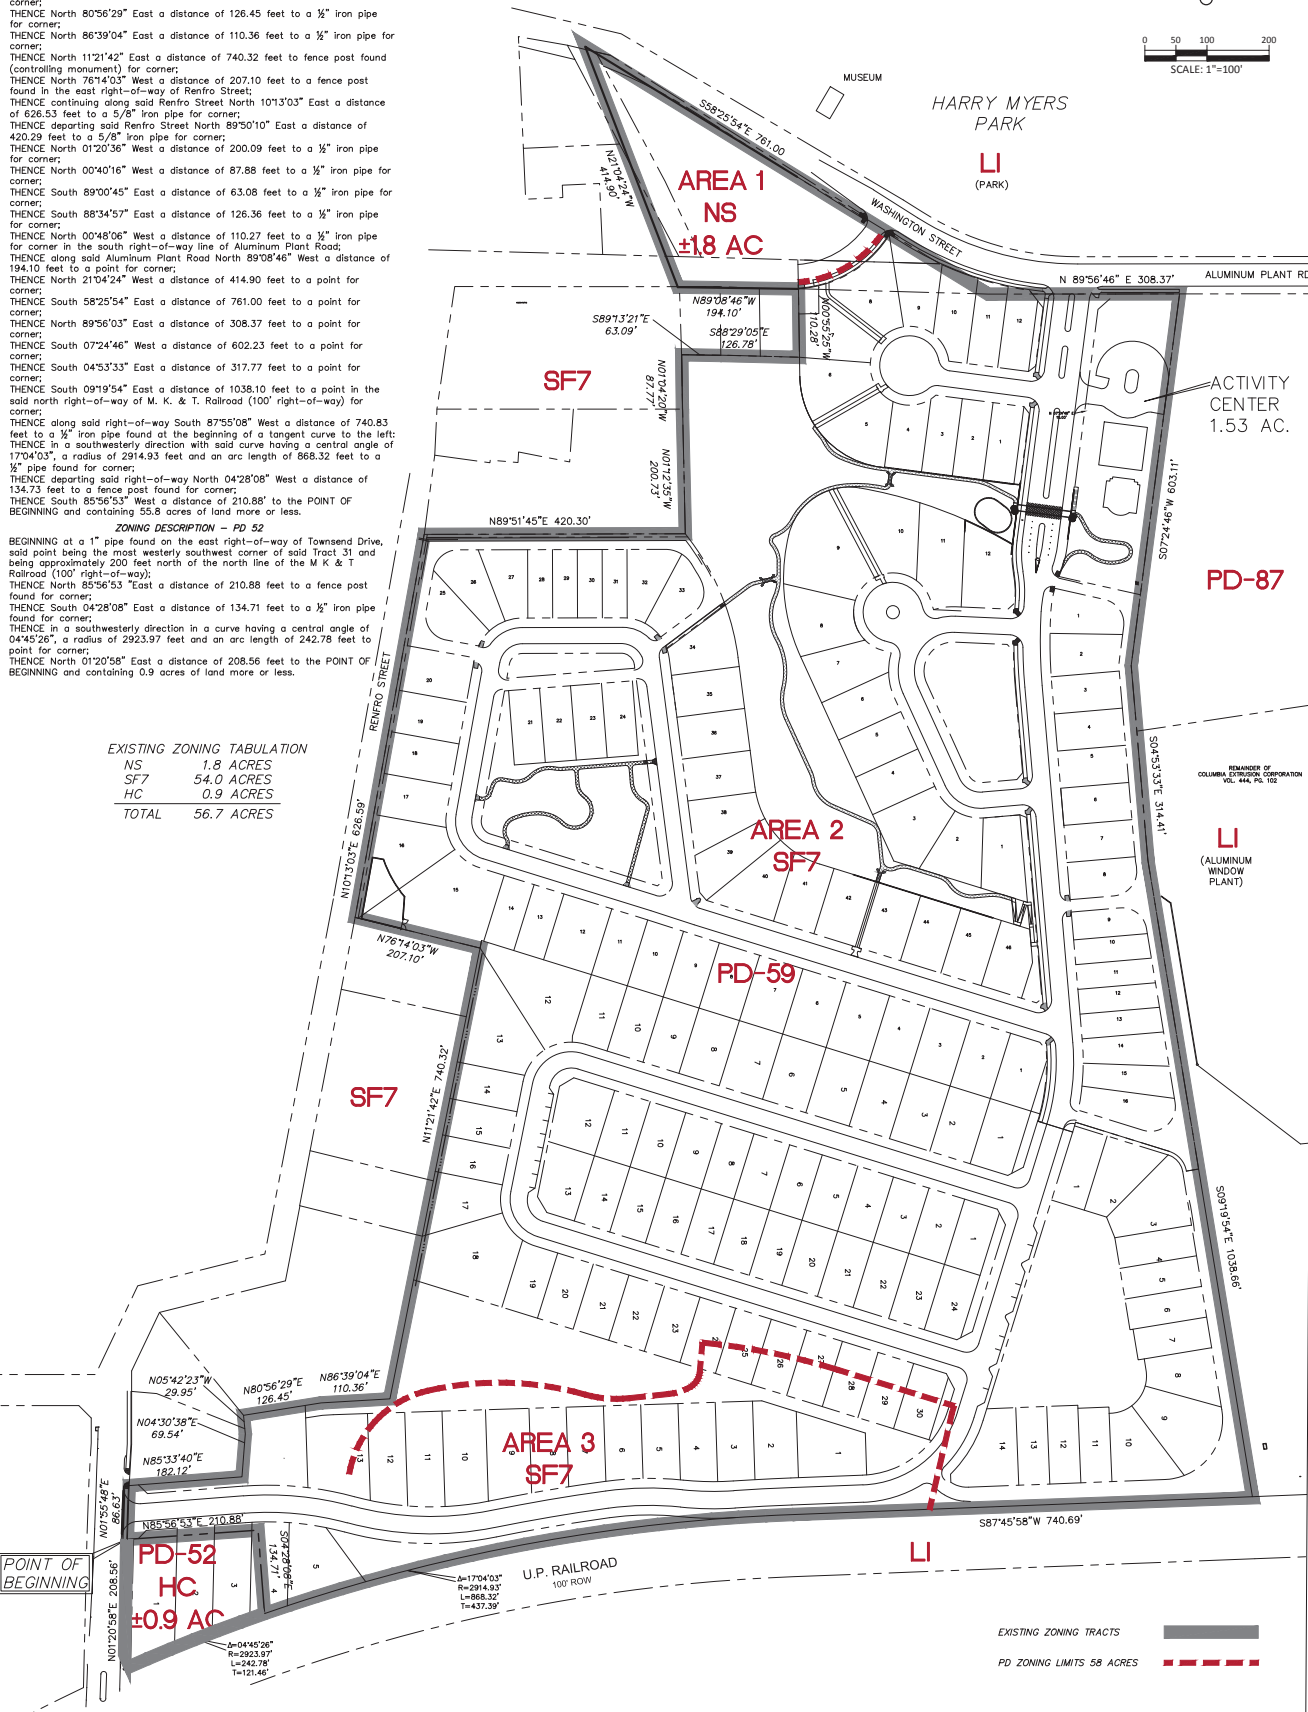 corner;
THENCE North 80°56'29" East a distance of 126.45 feet to a ½" iron pipe
for corner;
THENCE North 86°39'04" East a distance of 110.36 feet to a ½" iron pipe for
corner;
THENCE North 11°21'42" East a distance of 740.32 feet to fence post found
(controlling monument) for corner;
THENCE North 76°14'03" West a distance of 207.10 feet to a fence post
found in the east right-of-way of Renfro Street;
THENCE continuing along said Renfro Street North 10°13'03" East a distance
of 626.53 feet to a 5/8" iron pipe for corner;
THENCE departing said Renfro Street North 89°50'10" East a distance of
420.29 feet to a 5/8" iron pipe for corner;
THENCE North 01°20'36" West a distance of 200.09 feet to a ½" iron pipe
for corner;
THENCE North 00°40'16" West a distance of 87.88 feet to a ½" iron pipe for
corner;
THENCE South 89°00'45" East a distance of 63.08 feet to a ½" iron pipe for
corner;
THENCE South 88°34'57" East a distance of 126.36 feet to a ½" iron pipe
for corner;
THENCE North 00°48'06" West a distance of 110.27 feet to a ½" iron pipe
for corner in the south right-of-way line of Aluminum Plant Road;
THENCE along said Aluminum Plant Road North 89°08'46" West a distance of
194.10 feet to a point for corner;
THENCE North 21°04'24" West a distance of 414.90 feet to a point for
corner;
THENCE South 58°25'54" East a distance of 761.00 feet to a point for
corner;
THENCE North 89°56'03" East a distance of 308.37 feet to a point for
corner;
THENCE South 07°24'46" West a distance of 602.23 feet to a point for
corner;
THENCE South 04°53'33" East a distance of 317.77 feet to a point for
corner;
THENCE South 09°19'54" East a distance of 1038.10 feet to a point in the
said north right-of-way of M. K. & T. Railroad (100' right-of-way) for
corner;
THENCE along said right-of-way South 87°55'08" West a distance of 740.83
feet to a ½" iron pipe found at the beginning of a tangent curve to the left:
THENCE in a southwesterly direction with said curve having a central angle of
17°04'03", a radius of 2914.93 feet and an arc length of 868.32 feet to a
½" pipe found for corner;
THENCE departing said right-of-way North 04°28'08" West a distance of
134.73 feet to a fence post found for corner;
THENCE South 85°56'53" West a distance of 210.88' to the POINT OF
BEGINNING and containing 55.8 acres of land more or less.
ZONING DESCRIPTION - PD 52
BEGINNING at a 1" pipe found on the east right-of-way of Townsend Drive,
said point being the most westerly southwest corner of said Tract 31 and
being approximately 200 feet north of the north line of the M K & T
Railroad (100' right-of-way);
THENCE North 85°56'53 "East a distance of 210.88 feet to a fence post
found for corner;
THENCE South 04°28'08" East a distance of 134.71 feet to a ½" iron pipe
found for corner;
THENCE in a southwesterly direction in a curve having a central angle of
04°45'26", a radius of 2923.97 feet and an arc length of 242.78 feet to
point for corner;
THENCE North 01°20'58" East a distance of 208.56 feet to the POINT OF
BEGINNING and containing 0.9 acres of land more or less.
EXISTING ZONING TABULATION
NS 1.8 ACRES
SF7 54.0 ACRES
HC 0.9 ACRES
TOTAL 56.7 ACRES
0 50 100 200
SCALE: 1"=100'
MUSEUM
HARRY MYERS
PARK
LI
(PARK)
S58°25'54"E 761.00
N21°04'24"W
414.90'
AREA 1
NS
±1.8 AC
WASHINGTON STREET
N 89°56'46" E 308.37'
ALUMINUM PLANT RD
N89°08'46"W
194.10'
S89°13'21"E
63.09'
S88°29'05"E
126.78'
N00°55'25"W
110.28'
SF7
N01°04'20"W
87.77'
ACTIVITY
CENTER
1.53 AC.
N01°12'35"W
200.73'
N89°51'45"E 420.30'
S07°24'46"W 603.11'
PD-87
RENFRO STREET
N10°13'03"E 626.59'
S04°53'33"E 314.41'
REMAINDER OF
COLUMBIA EXTRUSION CORPORATION
VOL. 444, PG. 102
LI
(ALUMINUM
WINDOW
PLANT)
AREA 2
SF7
N76°14'03"W
207.10'
PD-59
SF7
N11°21'42"E 740.32'
S09°19'54"E 1038.66'
N05°42'23"W
29.95'
N80°56'29"E
126.45'
N86°39'04"E
110.36'
N04°30'38"E
69.54'
N85°33'40"E
182.12'
AREA 3
SF7
N01°55'48"E
86.63'
N85°56'53"E 210.88'
S87°45'58"W 740.69'
POINT OF
BEGINNING
PD-52
HC
±0.9 AC
S04°28'08"E
134.71'
N01°20'58"E 208.56'
LI
U.P. RAILROAD
100' ROW
Δ=17°04'03"
R=2914.93'
L=868.32'
T=437.39'
Δ=04°45'26"
R=2923.97'
L=242.78'
T=121.46'
EXISTING ZONING TRACTS
PD ZONING LIMITS 58 ACRES